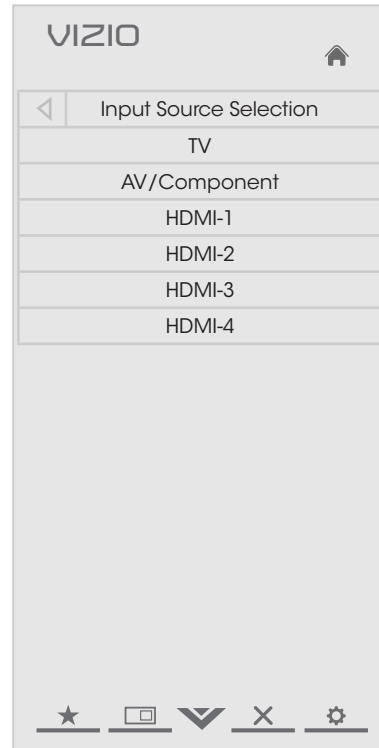 VIZIO
Input Source Selection
TV
AV/Component
HDMI-1
HDMI-2
HDMI-3
HDMI-4